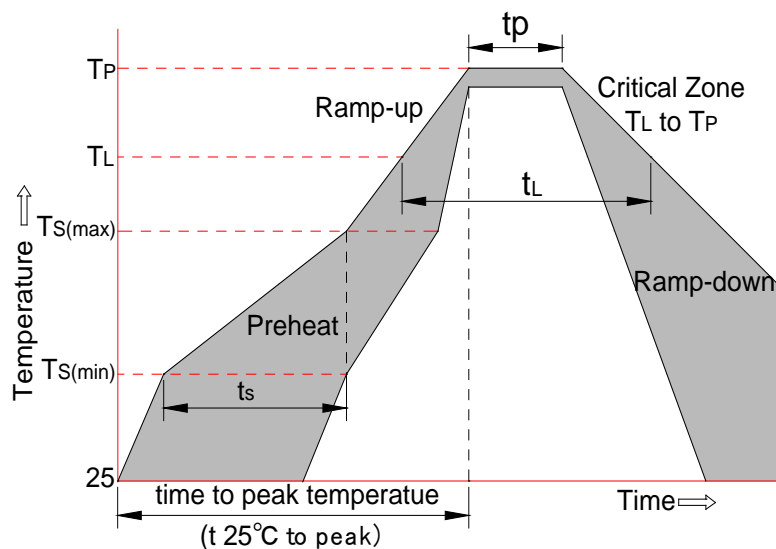 tp
TP
Critical Zone
TL to TP
Ramp-up
TL
tL
TS(max)
Temperature
Ramp-down
Preheat
TS(min)
ts
25
time to peak temperatue
Time
(t 25℃ to peak)